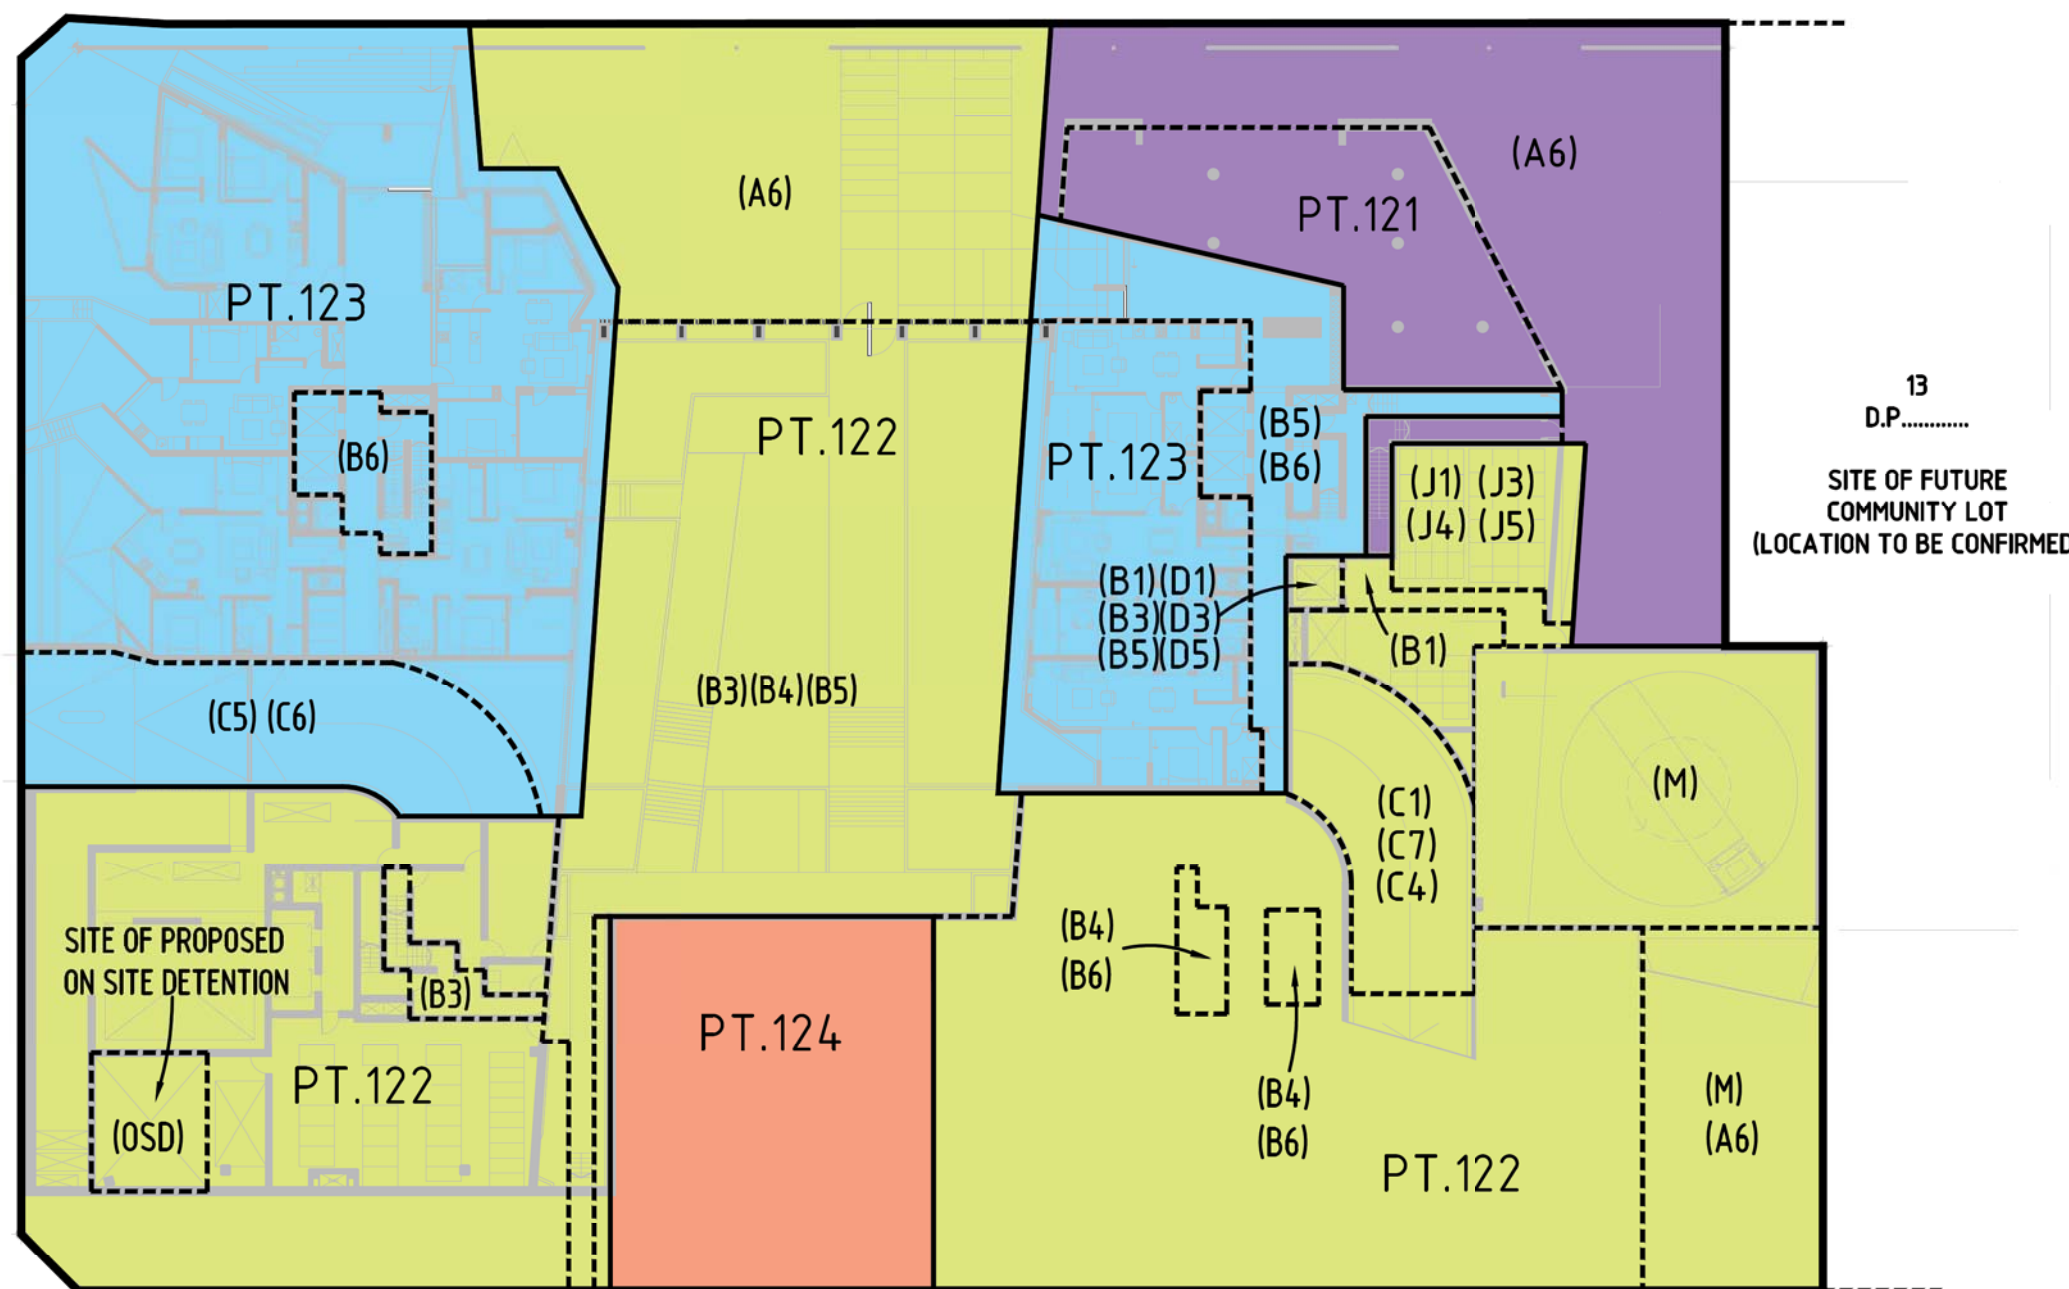 (A6)
(A6)
PT.121
PT.123
13
D.P............
PT.122
(B5)
(B6)
PT.123
(B6)
(J1) (J3)
(J4) (J5)
SITE OF FUTURE
COMMUNITY LOT
(LOCATION TO BE CONFIRMED
(B1)(D1)
(B3)(D3)
(B5)(D5)
(B1)
(B3)(B4)(B5)
(C5) (C6)
(M)
(C1)
(C7)
(C4)
SITE OF PROPOSED
ON SITE DETENTION
(B3)
(B4)
(B6)
PT.124
PT.122
(OSD)
(B4)
(B6)
(M)
(A6)
PT.122